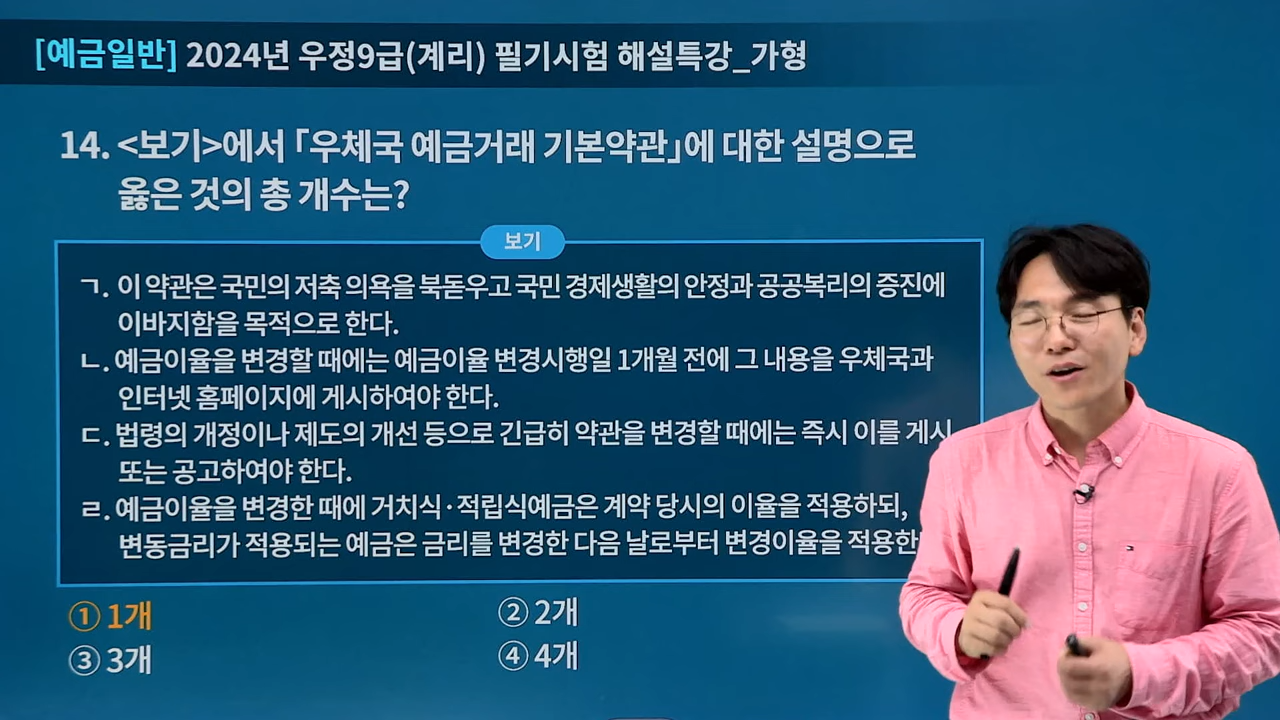 [예금일반] 2024년 우정9급(계리) 필기시험 해설특강_가형
14. <보기>에서 「우체국 예금거래 기본약관」에 대한 설명으로
옳은 것의 총 개수는?
보기
ㄱ. 이 약관은 국민의 저축 의욕을 북돋우고 국민 경제생활의 안정과 공공복리의 증진에
이바지함을 목적으로 한다.
ㄴ. 예금이율을 변경할 때에는 예금이율 변경시행일 1개월 전에 그 내용을 우체국과
인터넷 홈페이지에 게시하여야 한다.
ㄷ. 법령의 개정이나 제도의 개선 등으로 긴급히 약관을 변경할 때에는 즉시 이를 게시
또는 공고하여야 한다.
ㄹ. 예금이율을 변경한 때에 거치식·적립식예금은 계약 당시의 이율을 적용하되,
변동금리가 적용되는 예금은 금리를 변경한 다음 날로부터 변경이율을
① 1개
② 2개
③ 3개
④ 4개